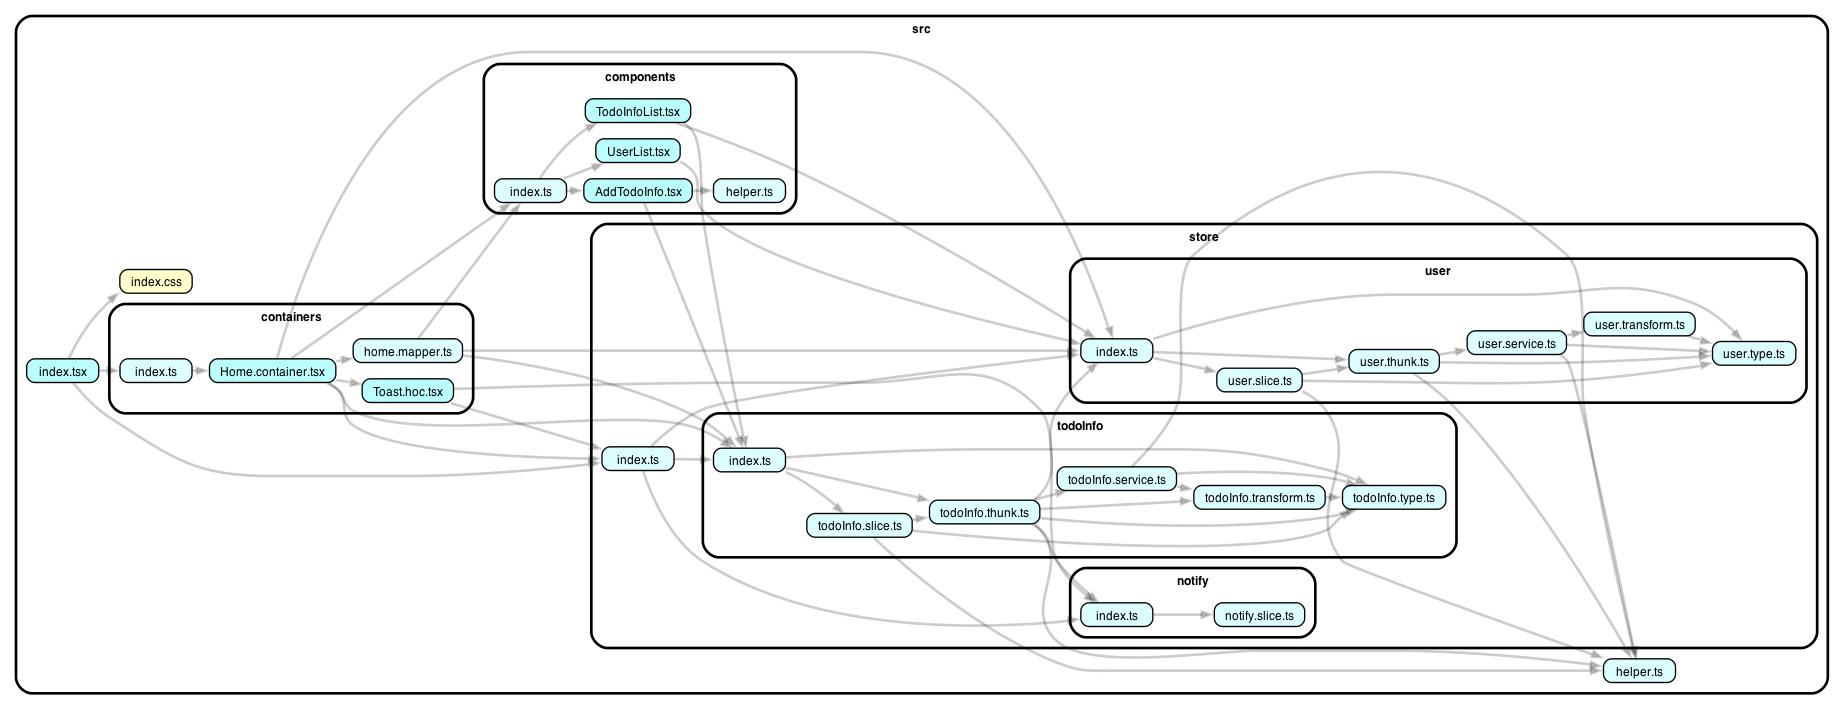 src
components
TodoInfoList.tsx
UserList.tsx
index.ts
AddTodoInfo.tsx
helper.ts
store
user
index.css
containers
user.transform.ts
user.service.ts
home.mapper.ts
index.ts
user.thunk.ts
user.type.ts
index.tsx
index.ts
Home.container.tsx
user.slice.ts
Toast.hoc.tsx
todoInfo
index.ts
index.ts
todoInfo.service.ts
todoInfo.transform.ts
todoInfo.type.ts
todoInfo.thunk.ts
todoInfo.slice.ts
notify
index.ts
notify.slice.ts
helper.ts